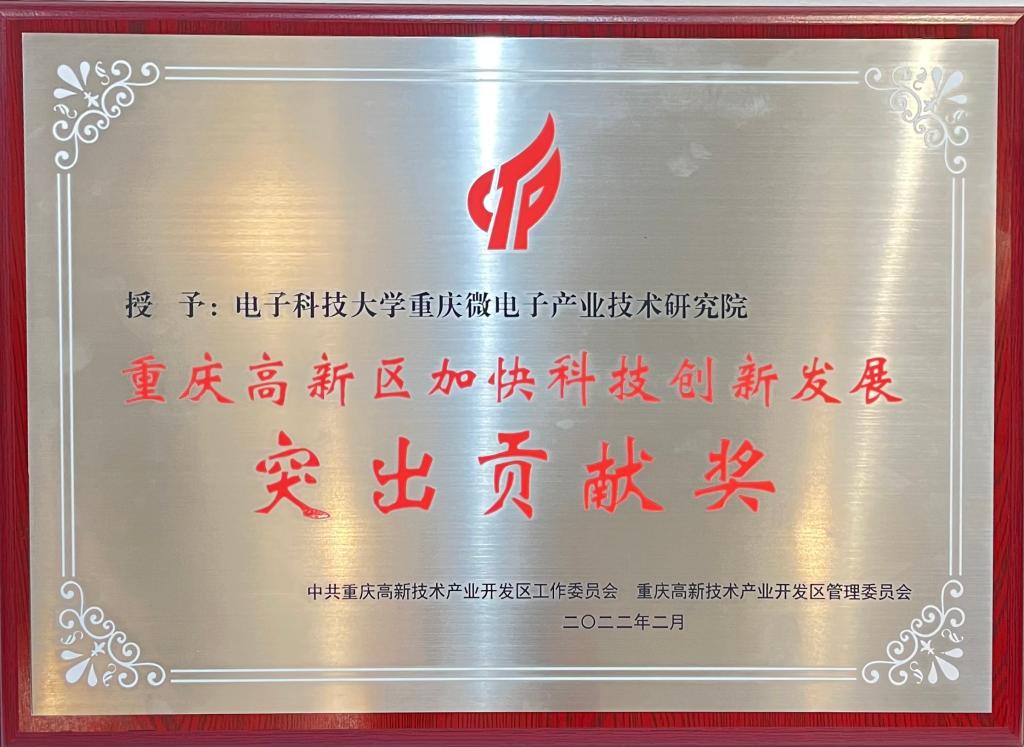 授 予：电子科技大学重庆微电子产业技术研究院
重庆高新区加快科技创新发展
突出贡献奖
中共重庆高新技术产业开发区工作委员会 重庆高新技术产业开发区管理委员会
二〇二二年二月